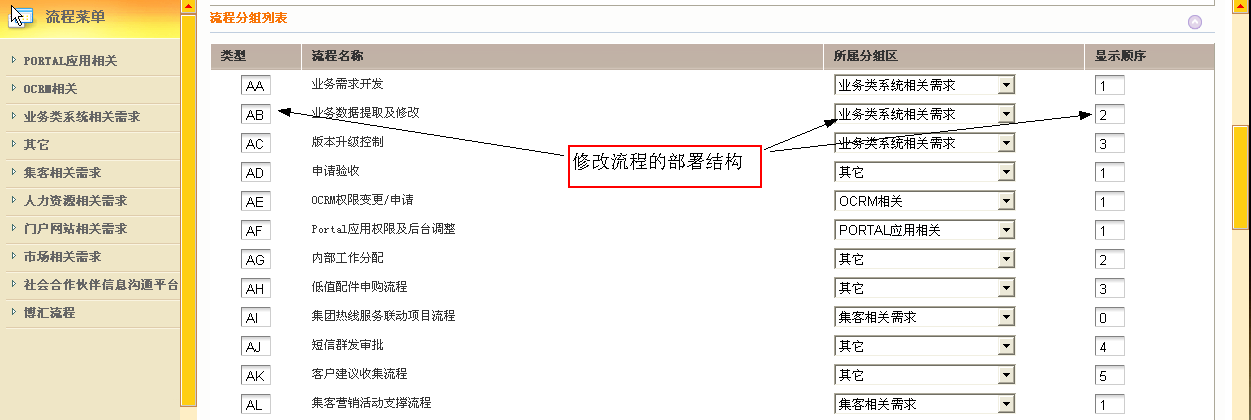 流程菜单
PORTAL应用相关
OCRM相关
业务类系统相关需求
其它
集客相关需求
人力资源相关需求
门户网站相关需求
市场相关需求
社会合作伙伴信息沟通平台
博汇流程
流程分组列表
类型 流程名称 所属分组区 显示顺序
AA 业务需求开发 业务类系统相关需求 1
AB 业务数据提取及修改 业务类系统相关需求 2
AC 版本升级控制 业务类系统相关需求 3
修改流程的部署结构
AD 申请验收 其它 1
AE OCRM权限变更/申请 OCRM相关 1
AF Portal应用权限及后台调整 PORTAL应用相关 1
AG 内部工作分配 其它 2
AH 低值配件申购流程 其它 3
AI 集团热线服务联动项目流程 集客相关需求 0
AJ 短信群发审批 其它 4
AK 客户建议收集流程 其它 5
AL 集客营销活动支撑流程 集客相关需求 1